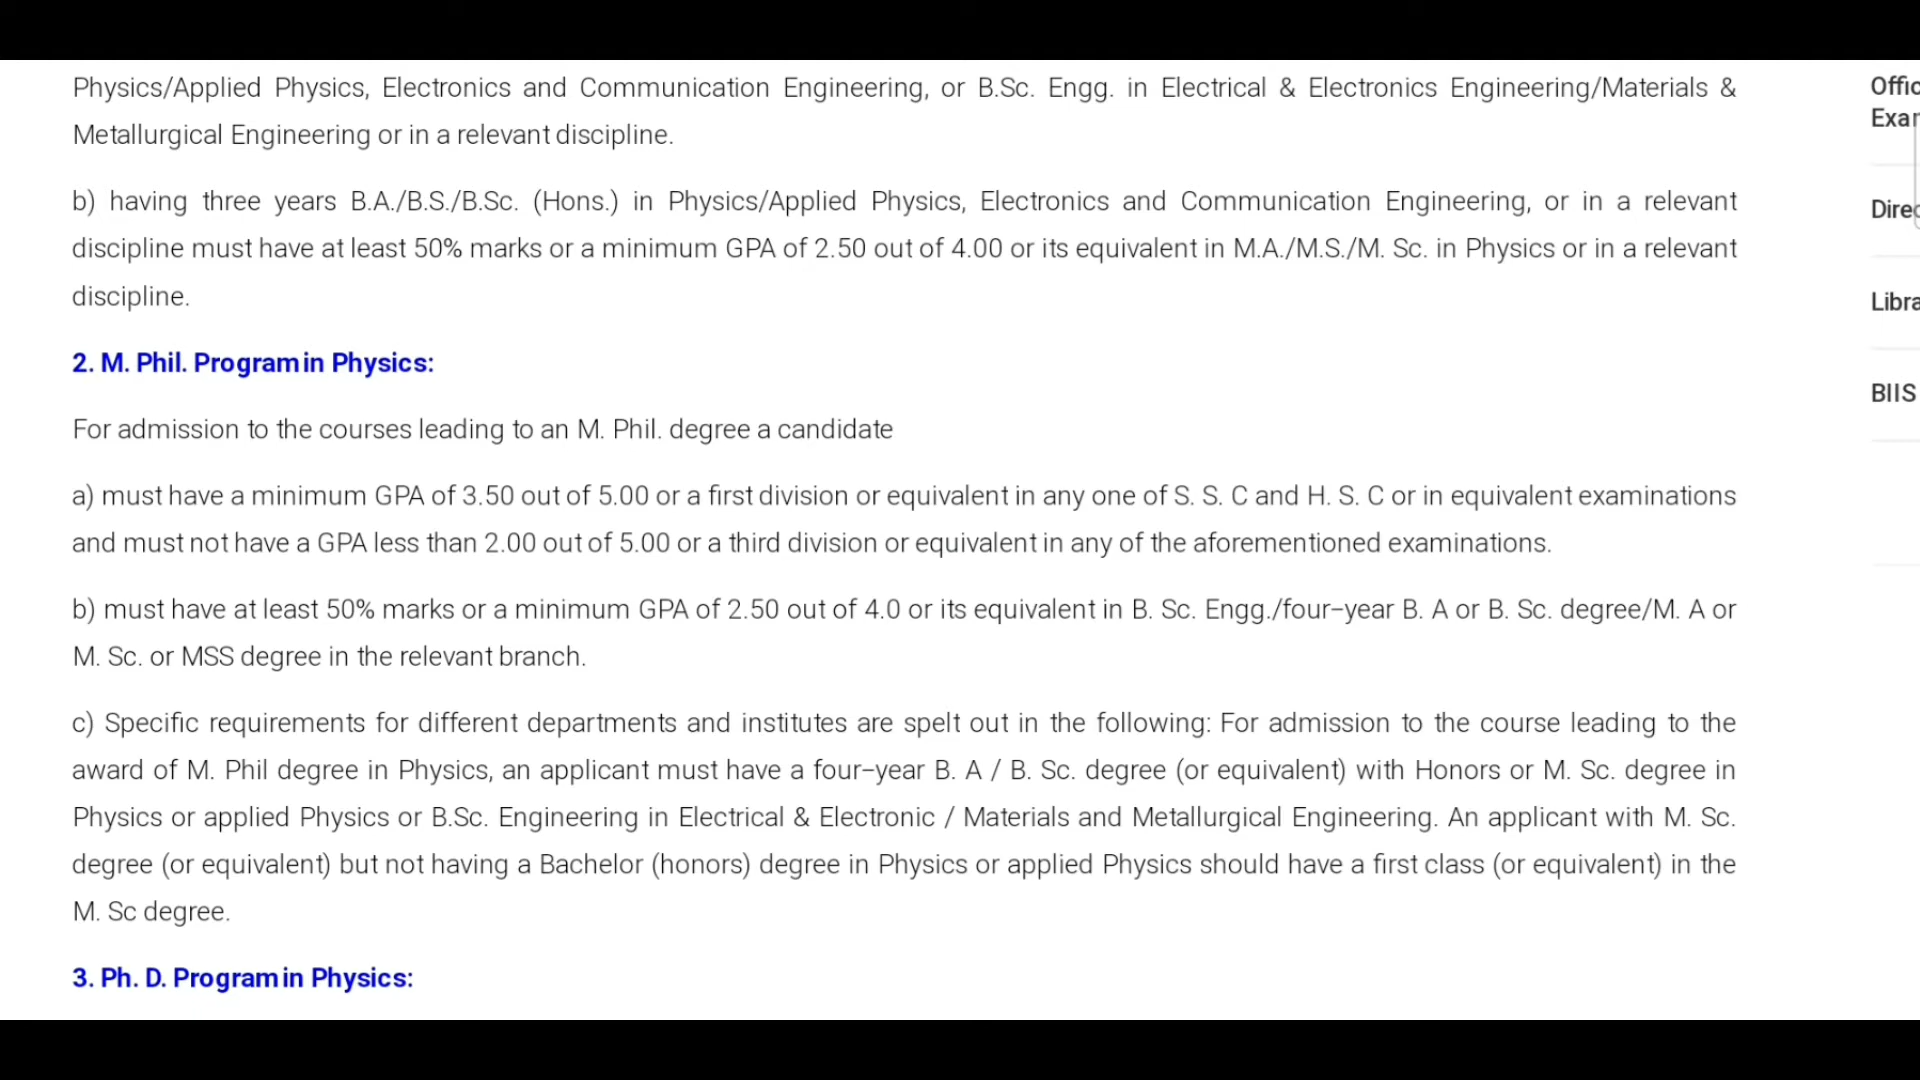 Physics/Applied Physics, Electronics and Communication Engineering, or B.Sc. Engg. in Electrical & Electronics Engineering/Materials &
Metallurgical Engineering or in a relevant discipline.
b) having three years B.A./B.S./B.Sc. (Hons.) in Physics/Applied Physics, Electronics and Communication Engineering, or in a relevant
discipline must have at least 50% marks or a minimum GPA of 2.50 out of 4.00 or its equivalent in M.A./M.S./M. Sc. in Physics or in a relevant
discipline.
2. M. Phil. Program in Physics:
For admission to the courses leading to an M. Phil. degree a candidate
a) must have a minimum GPA of 3.50 out of 5.00 or a first division or equivalent in any one of S. S. C and H. S. C or in equivalent examinations
and must not have a GPA less than 2.00 out of 5.00 or a third division or equivalent in any of the aforementioned examinations.
b) must have at least 50% marks or a minimum GPA of 2.50 out of 4.0 or its equivalent in B. Sc. Engg./four–year B. A or B. Sc. degree/M. A or
M. Sc. or MSS degree in the relevant branch.
c) Specific requirements for different departments and institutes are spelt out in the following: For admission to the course leading to the
award of M. Phil degree in Physics, an applicant must have a four–year B. A / B. Sc. degree (or equivalent) with Honors or M. Sc. degree in
Physics or applied Physics or B.Sc. Engineering in Electrical & Electronic / Materials and Metallurgical Engineering. An applicant with M. Sc.
degree (or equivalent) but not having a Bachelor (honors) degree in Physics or applied Physics should have a first class (or equivalent) in the
M. Sc degree.
3. Ph. D. Program in Physics:
BIIS